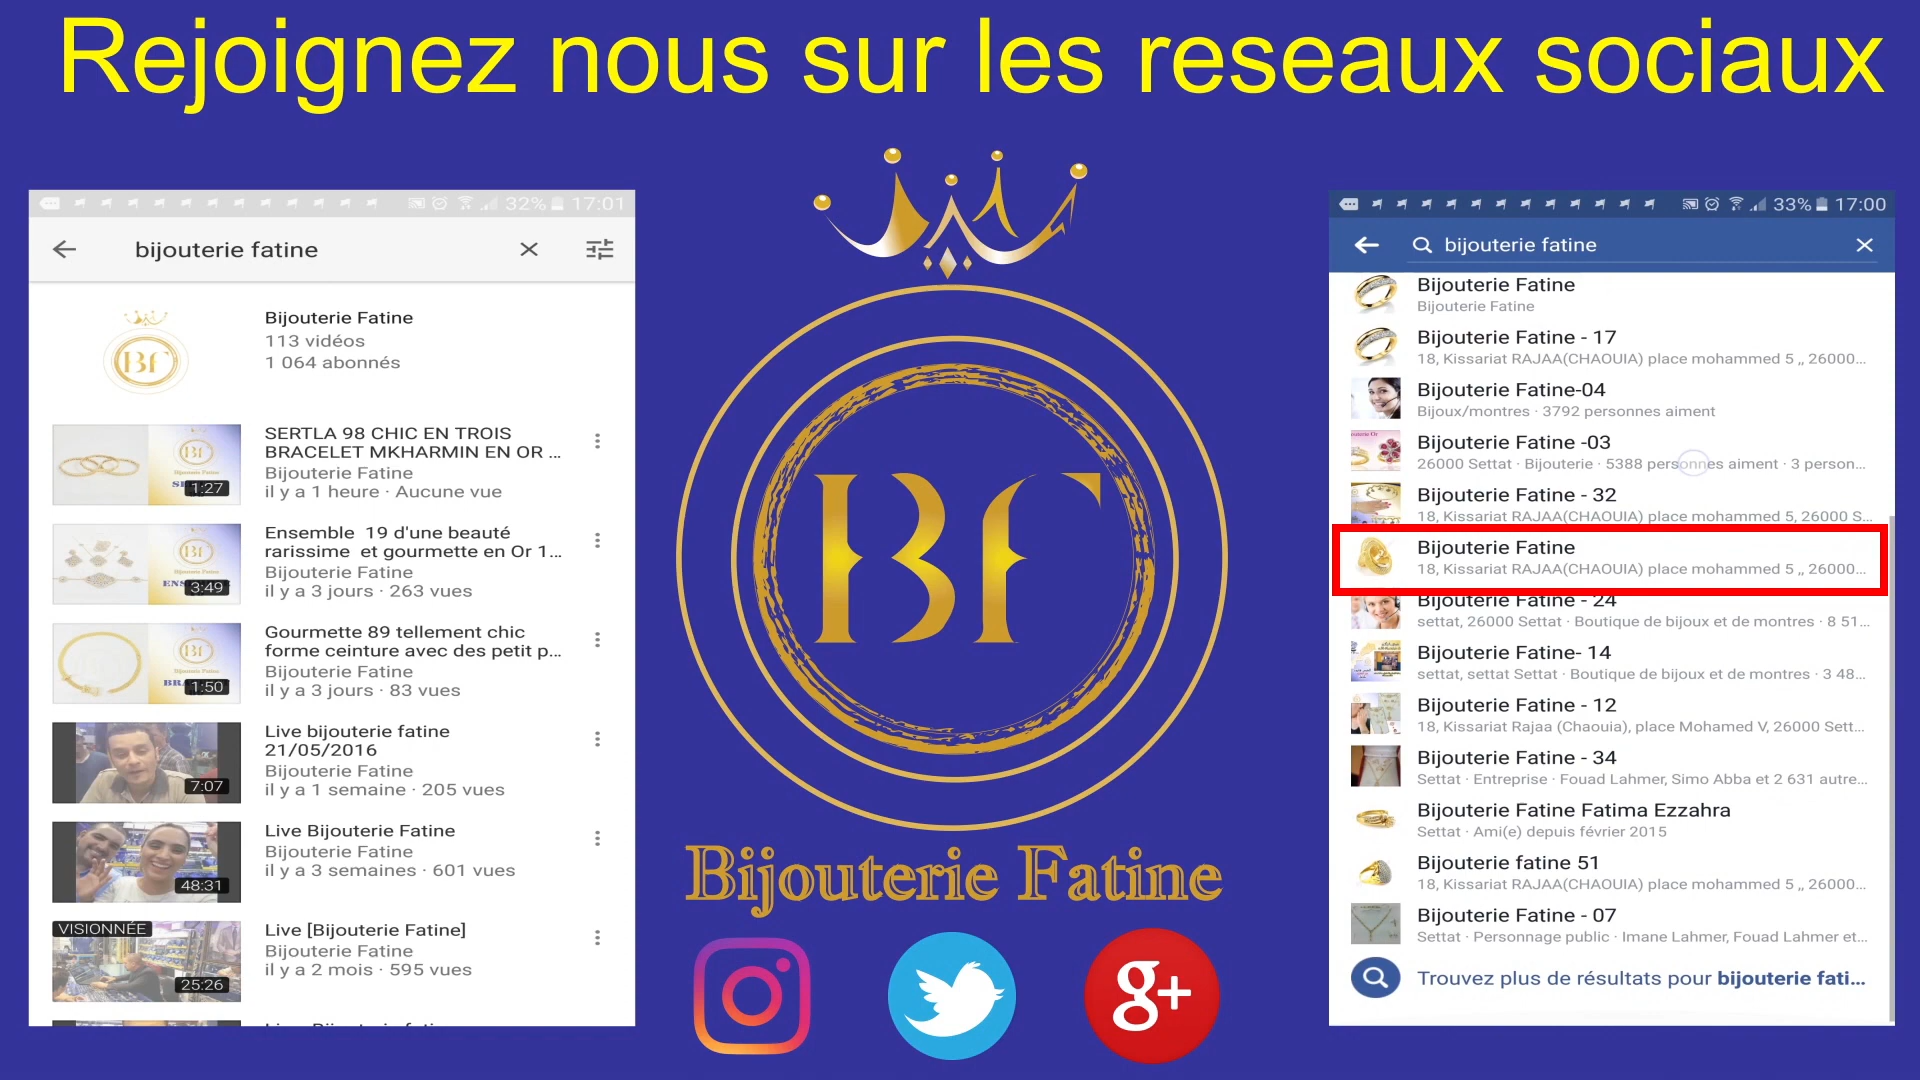 Rejoignez nous sur les reseaux sociaux
32% 17:01
bijouterie fatine
Bijouterie Fatine
113 vidéos
1 064 abonnés
1:27
SERTLA 98 CHIC EN TROIS
BRACELET MKHARMIN EN OR ...
Bijouterie Fatine
il y a 1 heure · Aucune vue
3:49
Ensemble 19 d'une beauté
rarissime et gourmette en Or 1...
Bijouterie Fatine
il y a 3 jours · 263 vues
1:50
Gourmette 89 tellement chic
forme ceinture avec des petit p...
Bijouterie Fatine
il y a 3 jours · 83 vues
7:07
Live bijouterie fatine
21/05/2016
Bijouterie Fatine
il y a 1 semaine · 205 vues
48:31
Live Bijouterie Fatine
Bijouterie Fatine
il y a 3 semaines · 601 vues
VISIONNÉE
25:26
Live [Bijouterie Fatine]
Bijouterie Fatine
il y a 2 mois · 595 vues
BF
Bijouterie Fatine
g+
33% 17:00
bijouterie fatine
Bijouterie Fatine
Bijouterie Fatine
Bijouterie Fatine - 17
18, Kissariat RAJAA(CHAOUIA) place mohammed 5 ,, 26000...
Bijouterie Fatine-04
Bijoux/montres · 3792 personnes aiment
Bijouterie Fatine -03
26000 Settat · Bijouterie · 5388 personnes aiment · 3 person...
Bijouterie Fatine - 32
18, Kissariat RAJAA(CHAOUIA) place mohammed 5, 26000 S...
Bijouterie Fatine
18, Kissariat RAJAA(CHAOUIA) place mohammed 5 ,, 26000...
Bijouterie Fatine - 24
settat, 26000 Settat · Boutique de bijoux et de montres · 8 51...
Bijouterie Fatine- 14
settat, settat Settat · Boutique de bijoux et de montres · 3 48...
Bijouterie Fatine - 12
18, Kissariat Rajaa (Chaouia), place Mohamed V, 26000 Sett...
Bijouterie Fatine - 34
Settat · Entreprise · Fouad Lahmer, Simo Abba et 2 631 autre...
Bijouterie Fatine Fatima Ezzahra
Settat · Ami(e) depuis février 2015
Bijouterie fatine 51
18, Kissariat RAJAA(CHAOUIA) place mohammed 5 ,, 26000...
Bijouterie Fatine - 07
Settat · Personnage public · Imane Lahmer, Fouad Lahmer et...
Trouvez plus de résultats pour bijouterie fati...